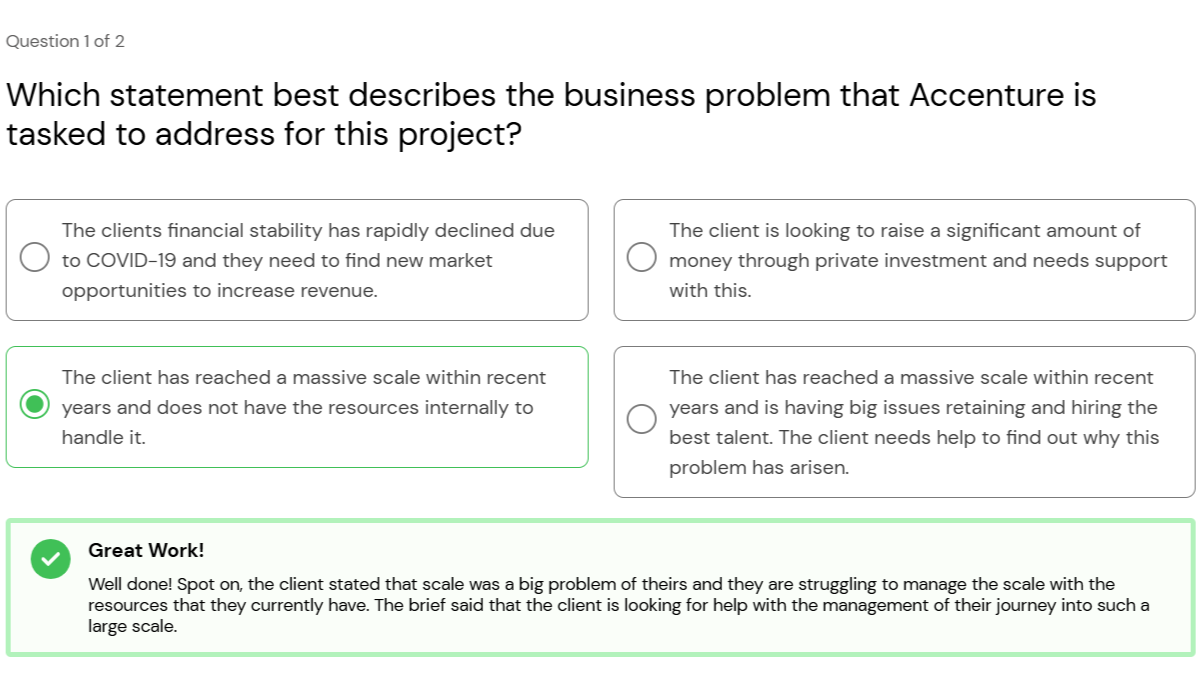 Question 1 of 2
Which statement best describes the business problem that Accenture is
tasked to address for this project?
The clients financial stability has rapidly declined due
to COVID-19 and they need to find new market
opportunities to increase revenue.
The client is looking to raise a significant amount of
money through private investment and needs support
with this.
The client has reached a massive scale within recent
years and does not have the resources internally to
handle it.
The client has reached a massive scale within recent
years and is having big issues retaining and hiring the
best talent. The client needs help to find out why this
problem has arisen.
Great Work!
Well done! Spot on, the client stated that scale was a big problem of theirs and they are struggling to manage the scale with the
resources that they currently have. The brief said that the client is looking for help with the management of their journey into such a
large scale.